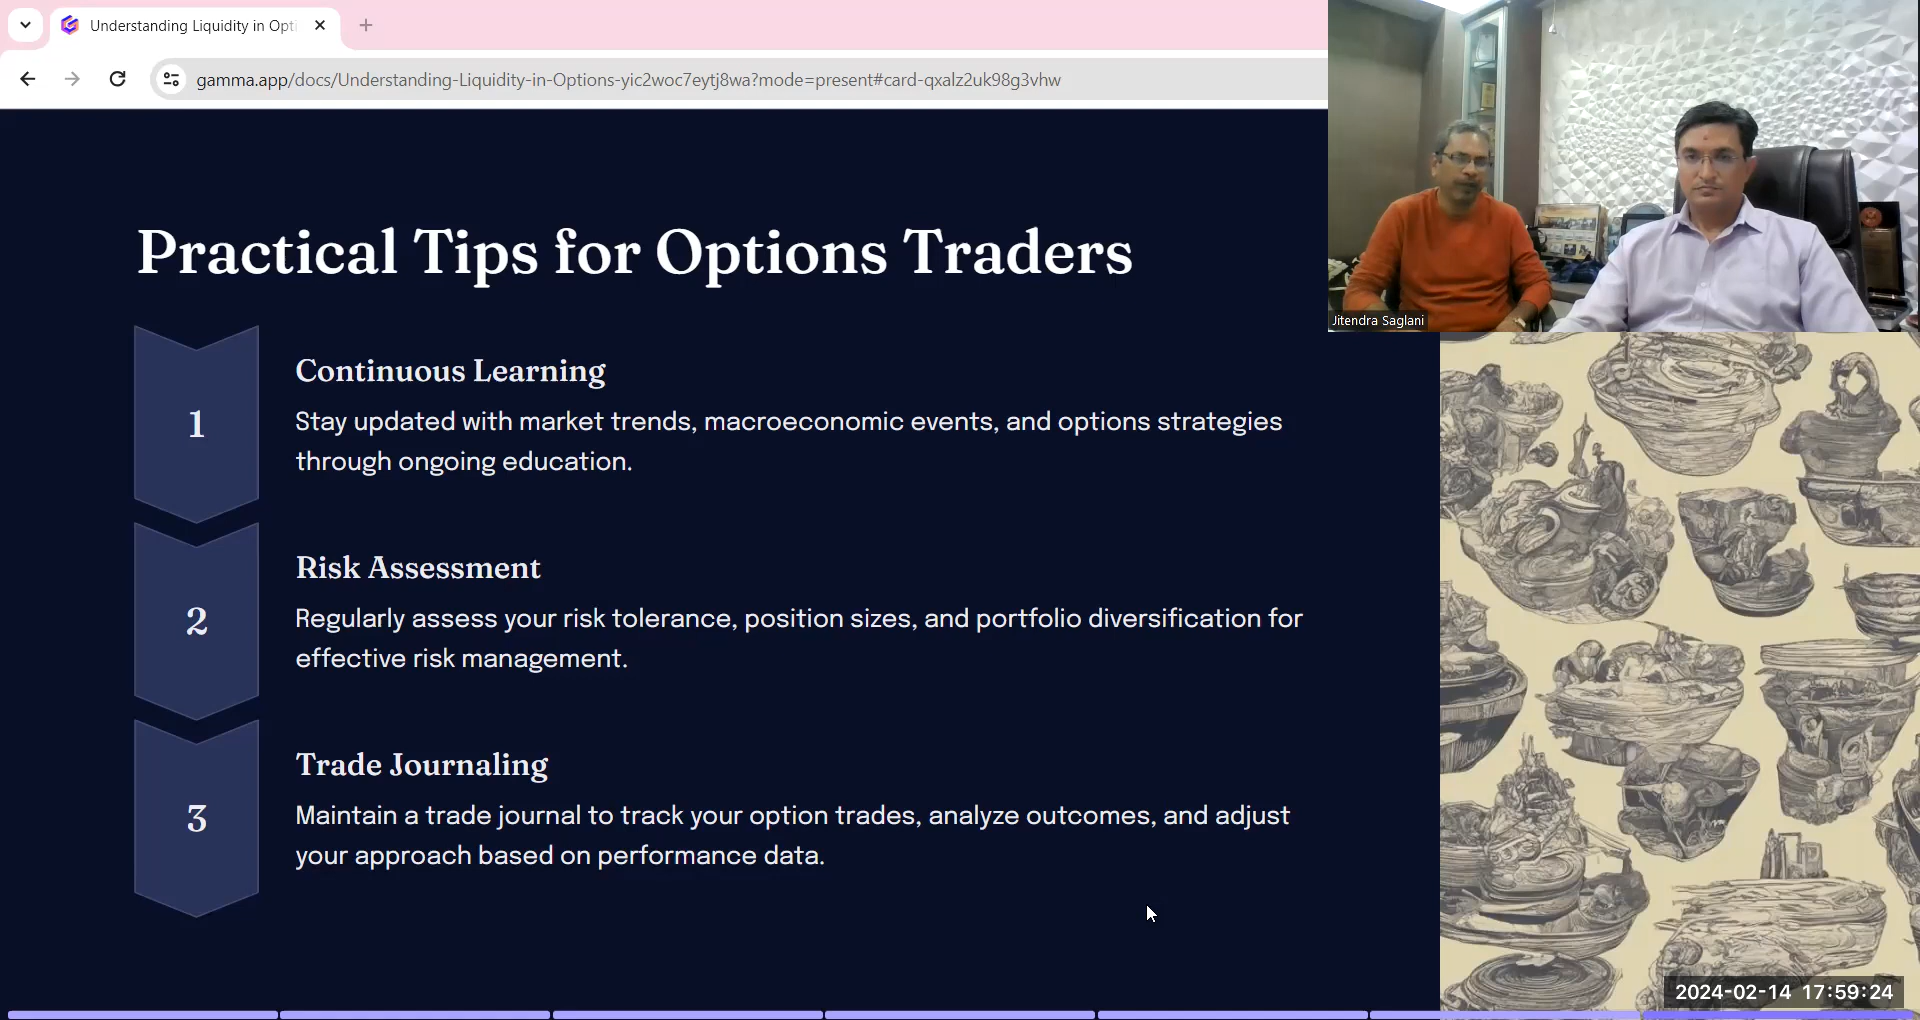 Understanding Liquidity in Opti
gamma.app/docs/Understanding-Liquidity-in-Options-yic2woc7eytj8wa?mode=present#card-qxalz2uk98g3vhw
Jitendra Saglani
Practical Tips for Options Traders
1
Continuous Learning
Stay updated with market trends, macroeconomic events, and options strategies
through ongoing education.
2
Risk Assessment
Regularly assess your risk tolerance, position sizes, and portfolio diversification for
effective risk management.
3
Trade Journaling
Maintain a trade journal to track your option trades, analyze outcomes, and adjust
your approach based on performance data.
2024-02-14 17:59:24